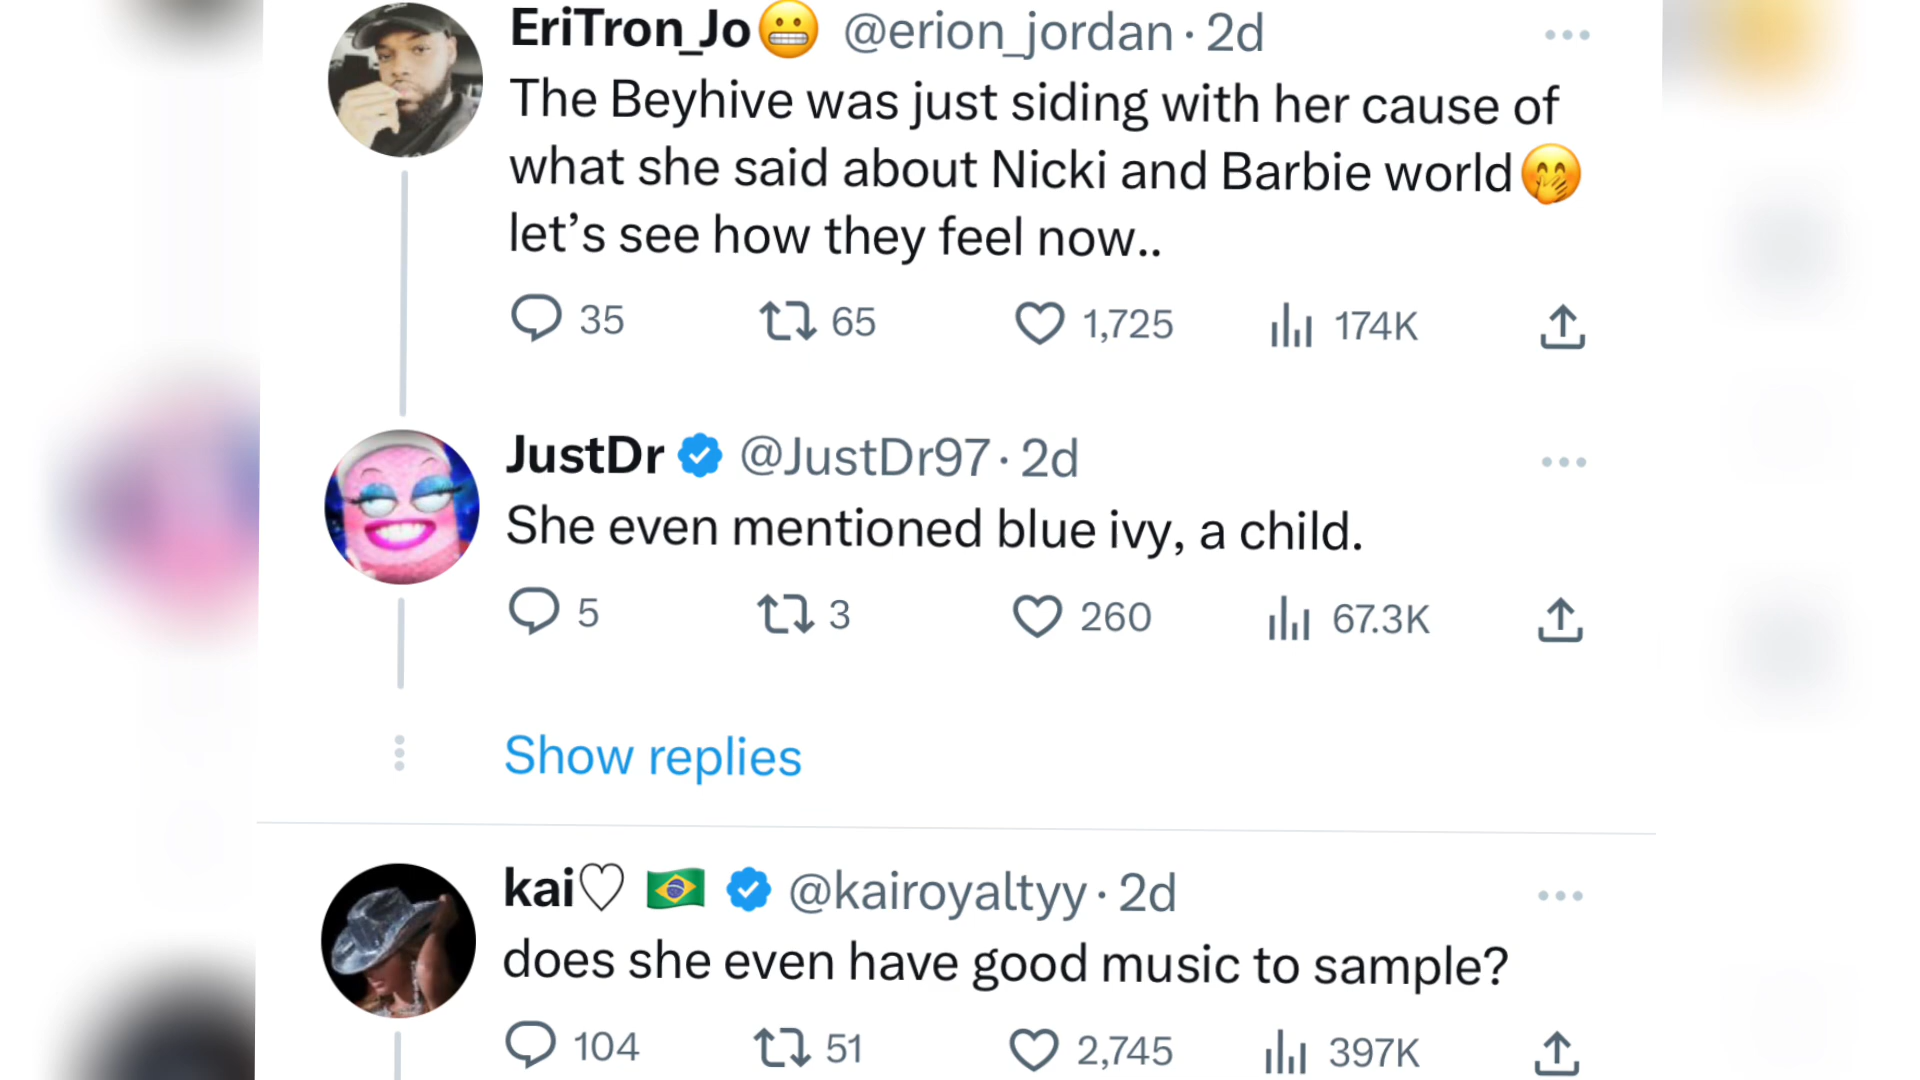 EriTron_Jo😬 @erion_jordan · 2d
The Beyhive was just siding with her cause of
what she said about Nicki and Barbie world🤭
let’s see how they feel now..
35 65 1,725 174K
JustDr @JustDr97 · 2d
She even mentioned blue ivy, a child.
5 3 260 67.3K
Show replies
kai♡ 🇧🇷 @kairoyaltyy · 2d
does she even have good music to sample?
104 51 2,745 397K